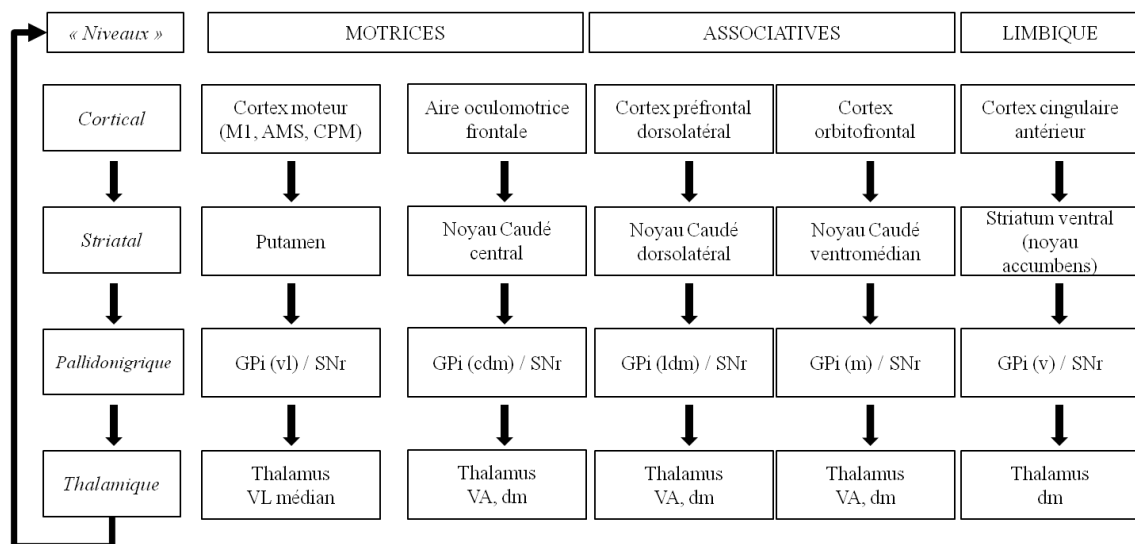 « Niveaux »
MOTRICES
ASSOCIATIVES
LIMBIQUE
Cortical
Cortex moteur
(M1, AMS, CPM)
Aire oculomotrice
frontale
Cortex préfrontal
dorsolatéral
Cortex
orbitofrontal
Cortex cingulaire
antérieur
Striatal
Putamen
Noyau Caudé
central
Noyau Caudé
dorsolatéral
Noyau Caudé
ventromédian
Striatum ventral
(noyau
accumbens)
Pallidonigrique
GPi (vl) / SNr
GPi (cdm) / SNr
GPi (ldm) / SNr
GPi (m) / SNr
GPi (v) / SNr
Thalamique
Thalamus
VL médian
Thalamus
VA, dm
Thalamus
VA, dm
Thalamus
VA, dm
Thalamus
dm